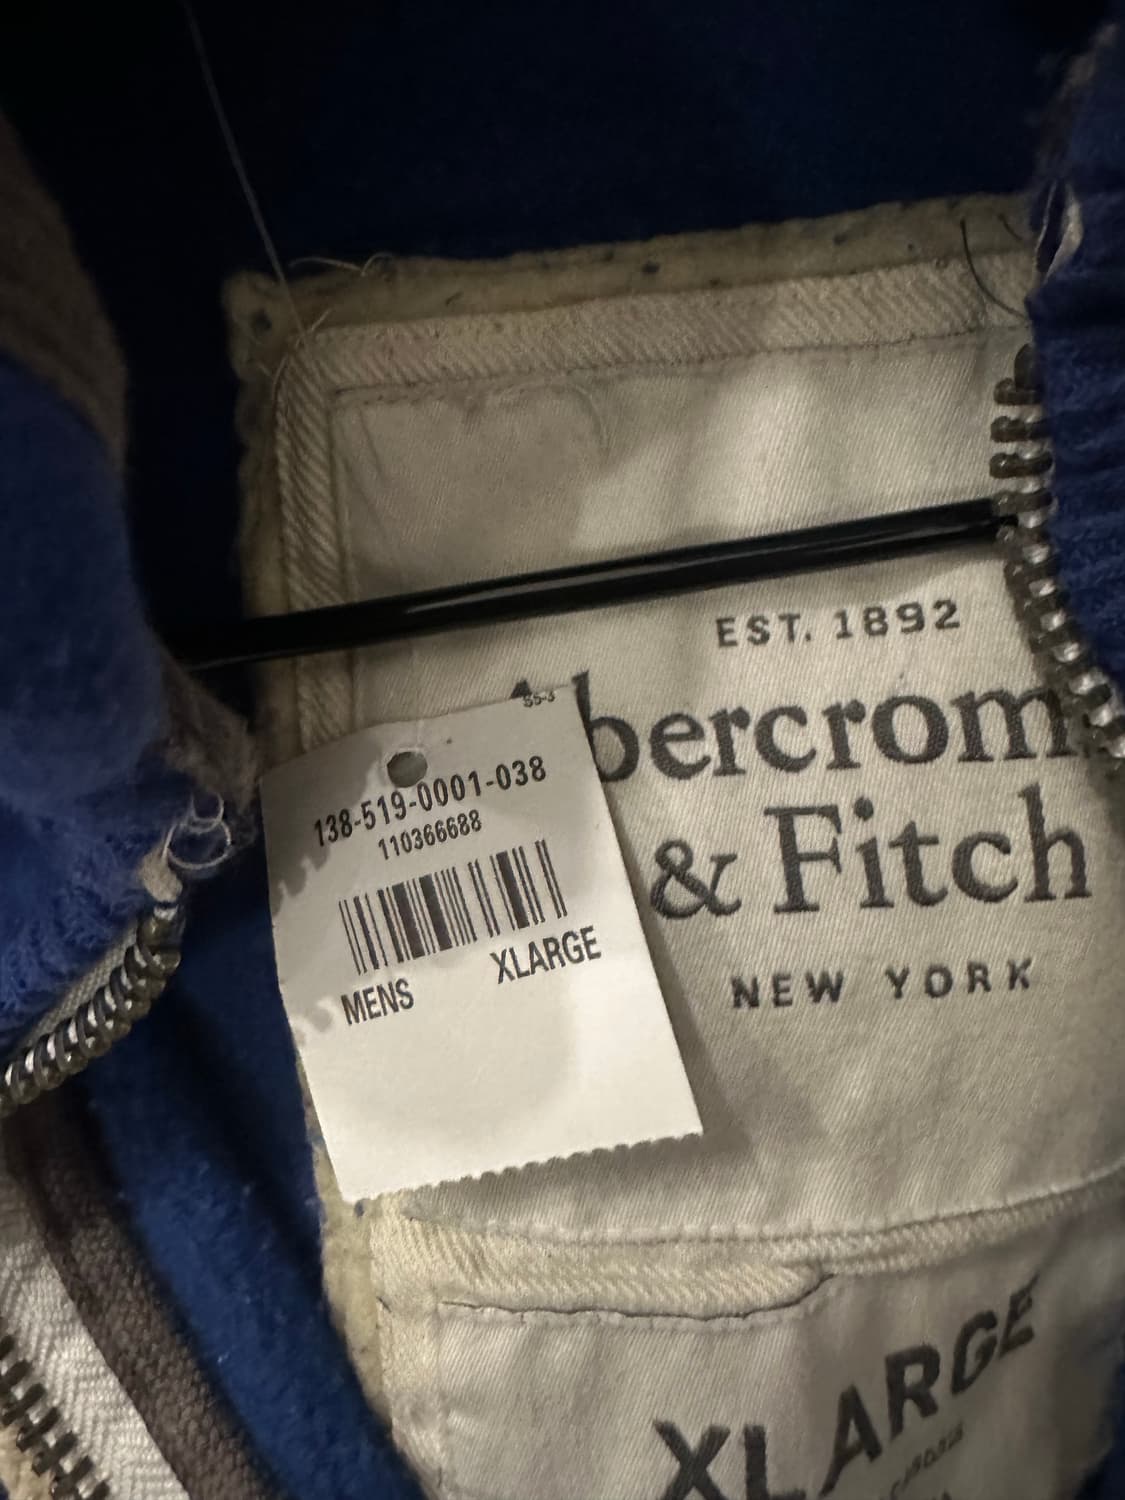 EST. 1892
bercrom
& Fitch
NEW YORK
138-519-0001-038
110366688
MENS
XLARGE
XLARGE